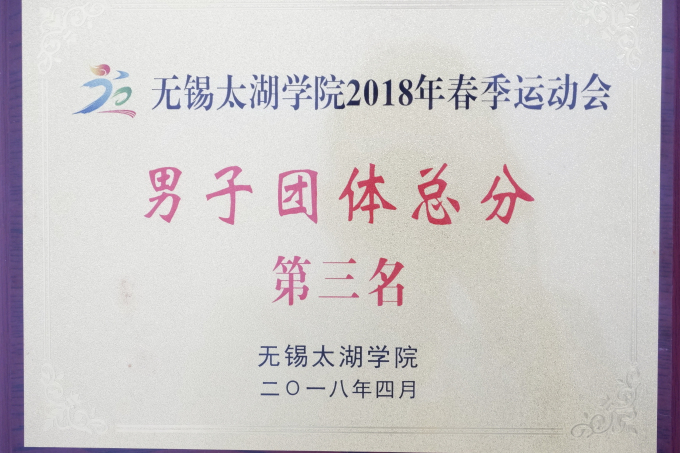 无锡太湖学院2018年春季运动会
男子团体总分
第三名
无锡太湖学院
二〇一八年四月